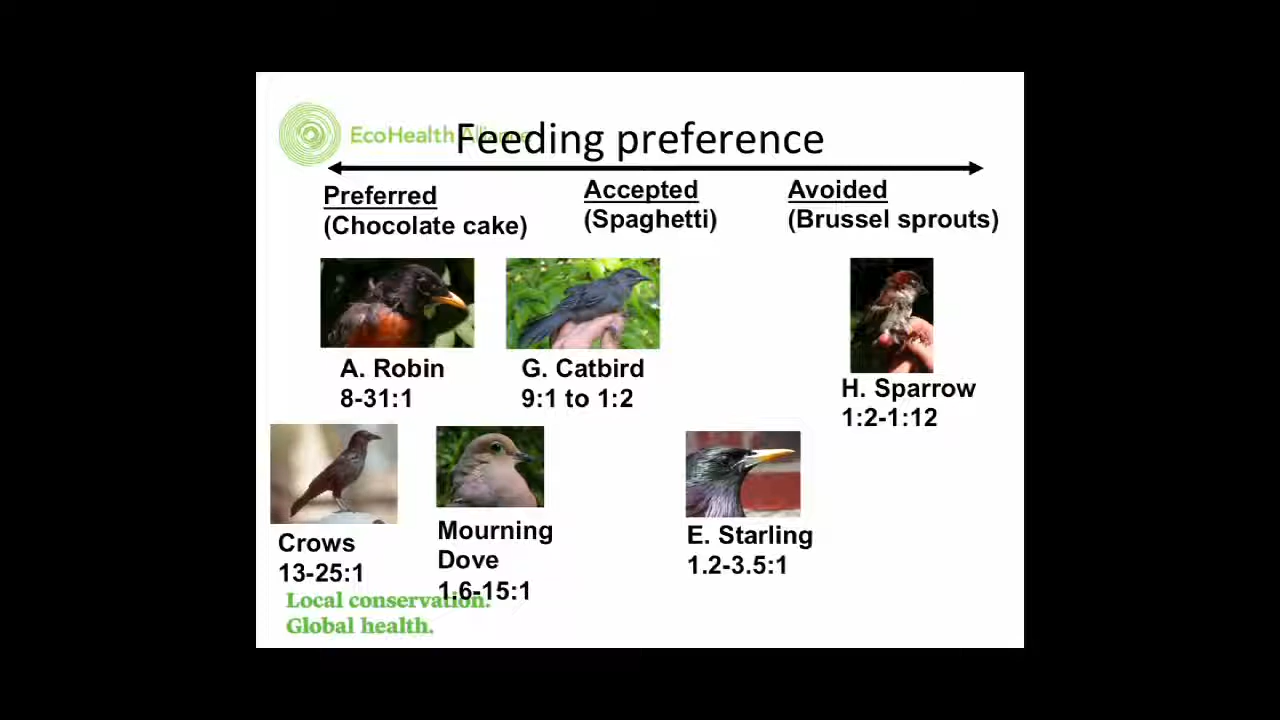 EcoHealth Alliance
Feeding preference
Preferred
(Chocolate cake)
Accepted
(Spaghetti)
Avoided
(Brussel sprouts)
A. Robin
8-31:1
G. Catbird
9:1 to 1:2
H. Sparrow
1:2-1:12
Crows
13-25:1
Mourning
Dove
1.6-15:1
E. Starling
1.2-3.5:1
Local conservation.
Global health.